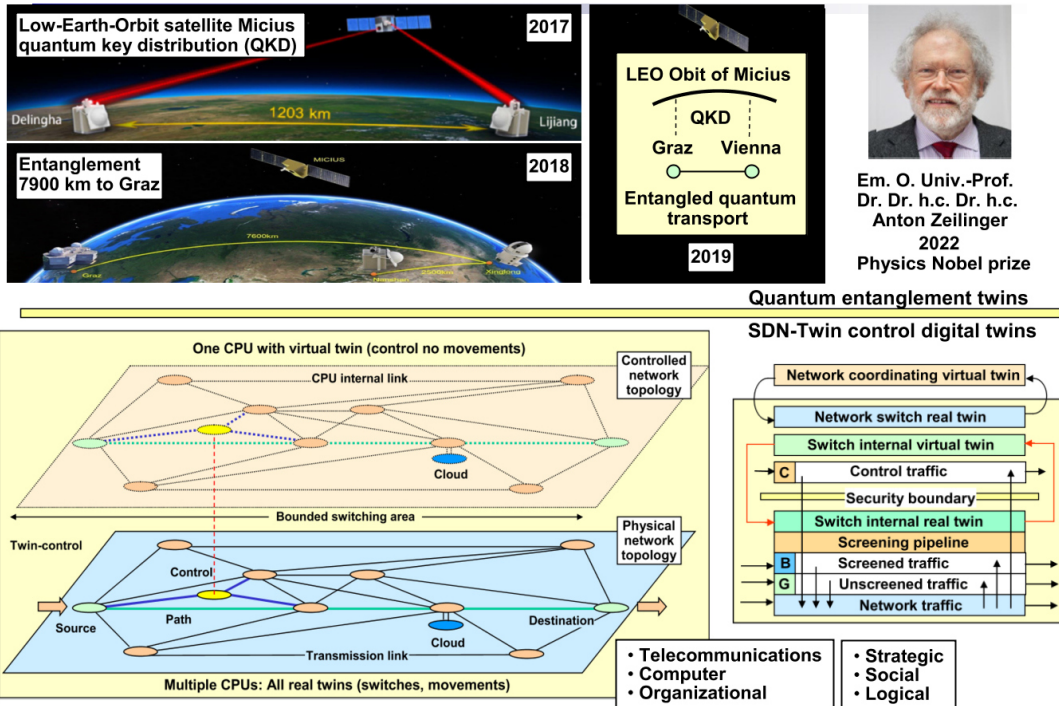 Low-Earth-Orbit satellite Micius
quantum key distribution (QKD)
2017
1203 km
Delingha
Lijiang
Entanglement
7900 km to Graz
MICIUS
2018
7600km
Graz
2500km
Xinglong
LEO Obit of Micius
QKD
Graz Vienna
Entangled quantum
transport
2019
Em. O. Univ.-Prof.
Dr. Dr. h.c. Dr. h.c.
Anton Zeilinger
2022
Physics Nobel prize
Quantum entanglement twins
SDN-Twin control digital twins
One CPU with virtual twin (control no movements)
CPU internal link
Controlled
network
topology
Cloud
Bounded switching area
Twin-control
Physical
network
topology
Control
Source
Path
Destination
Cloud
Transmission link
Multiple CPUs: All real twins (switches, movements)
Network coordinating virtual twin
Network switch real twin
Switch internal virtual twin
C Control traffic
Security boundary
Switch internal real twin
Screening pipeline
B Screened traffic
G Unscreened traffic
Network traffic
• Telecommunications
• Computer
• Organizational
• Strategic
• Social
• Logical